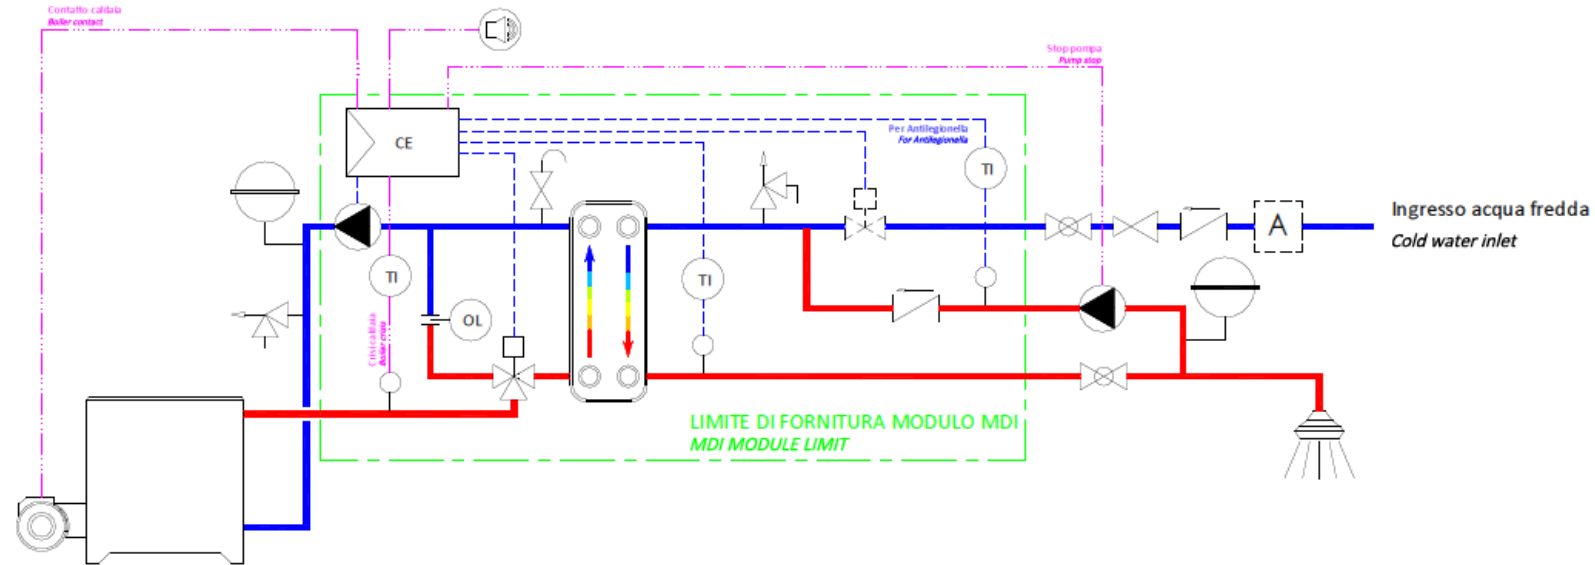 Contatto caldaia
Boiler contact
Stop pompa
Pump stop
CE
Per Antilegionella
For Antilegionella
TI
Ingresso acqua fredda
Cold water inlet
A
TI
TI
OL
Crisi caldaia
Boiler crisis
LIMITE DI FORNITURA MODULO MDI
MDI MODULE LIMIT